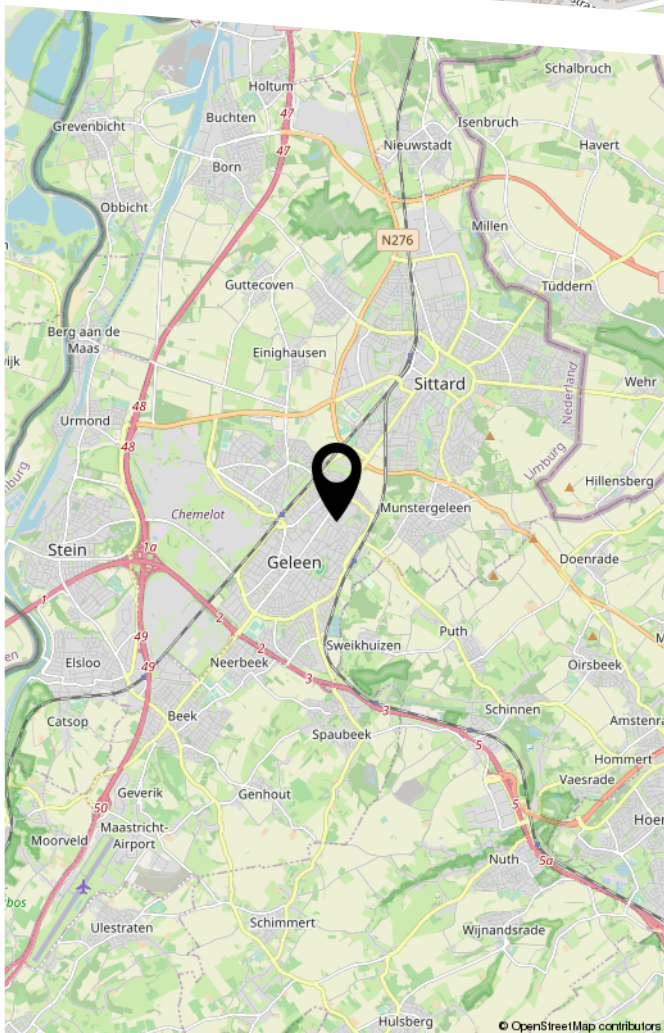 Schalbruch
Holtum
47
Buchten
Grevenbicht
Isenbruch
Nieuwstadt
Havert
47
Born
Obbicht
Millen
N276
Guttecoven
Tüddern
Berg aan de
Maas
Einighausen
Sittard
Wehr
Nederland
48
Urmond
48
Limburg
Hillensberg
Chemelot
Munstergeleen
Stein
1a
Geleen
Doenrade
1
2
49
Puth
Sweikhuizen
2
Elsloo
49
Neerbeek
3
Oirsbeek
Catsop
Beek
3
Schinnen
Spaubeek
5
Hommert
Vaesrade
Geverik
Genhout
50
5
Maastricht-
Airport
Moorveld
Nuth
5a
Ulestraten
Schimmert
Wijnandsrade
Hulsberg
© OpenStreetMap contributors